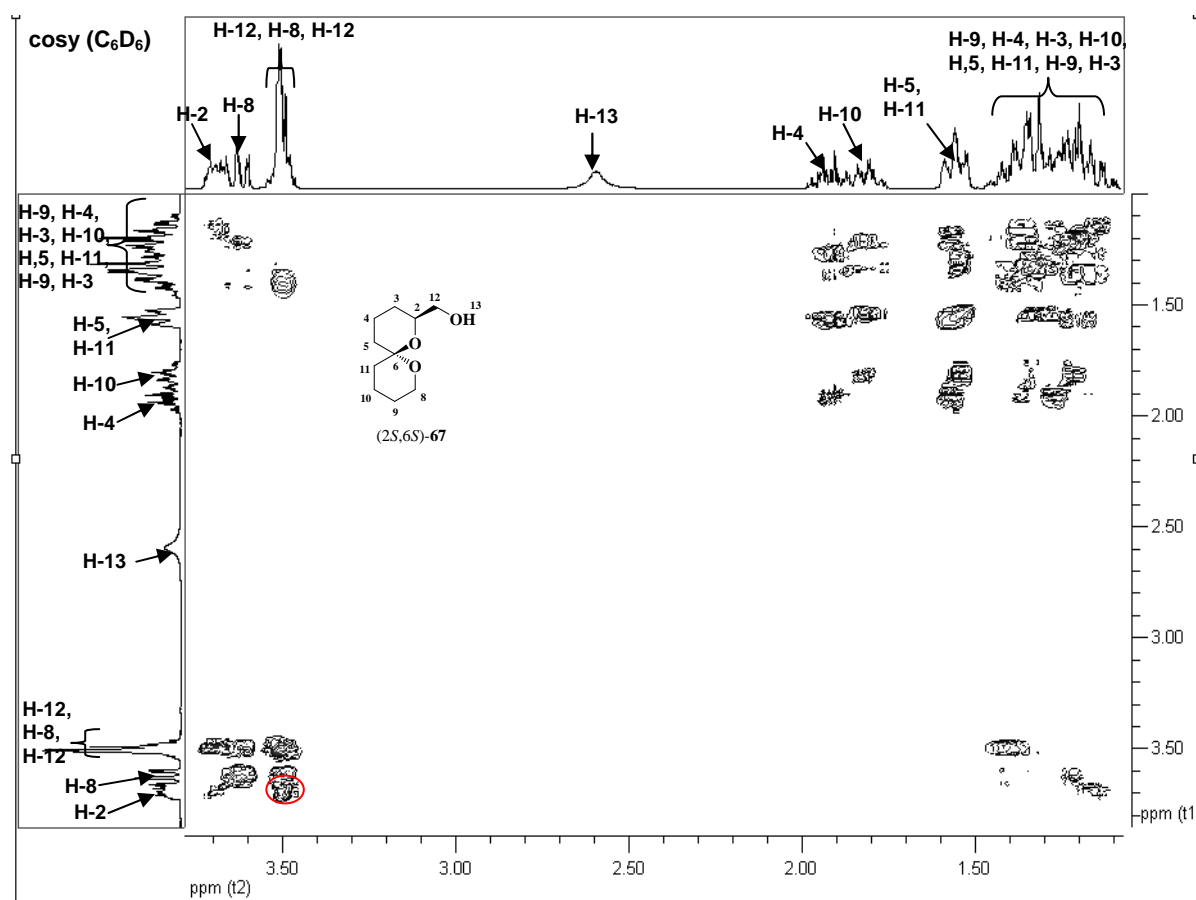 cosy (C₆D₆)
H-12, H-8, H-12
H-9, H-4, H-3, H-10,
H,5, H-11, H-9, H-3
H-2
H-8
H-13
H-4
H-10
H-5,
H-11
H-9, H-4,
H-3, H-10,
H,5, H-11,
H-9, H-3
H-5,
H-11
H-10
H-4
H-13
H-12,
H-8,
H-12
H-8
H-2
3
12
13
2
OH
4
O
5
6
O
11
10
9
8
(2S,6S)-67
1.50
2.00
2.50
3.00
3.50
ppm (t1
3.50
3.00
2.50
2.00
1.50
ppm (t2)